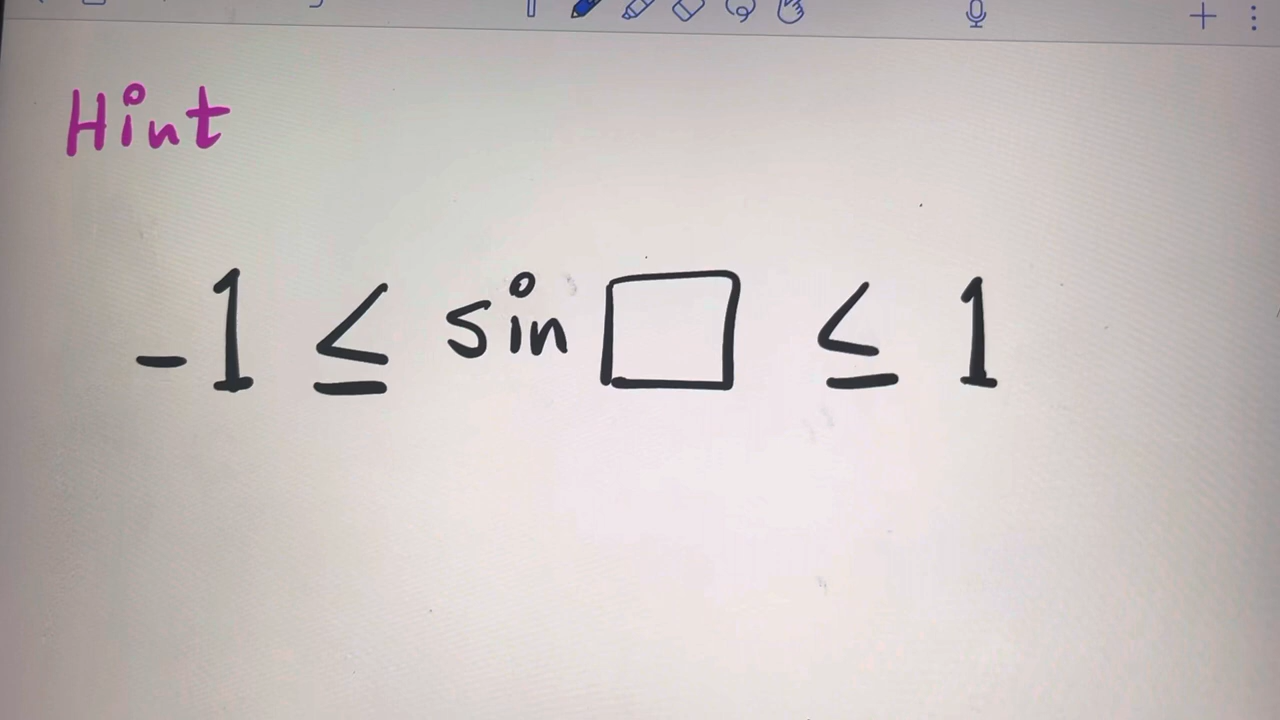 Hint
-1 ≤ sin □ ≤ 1